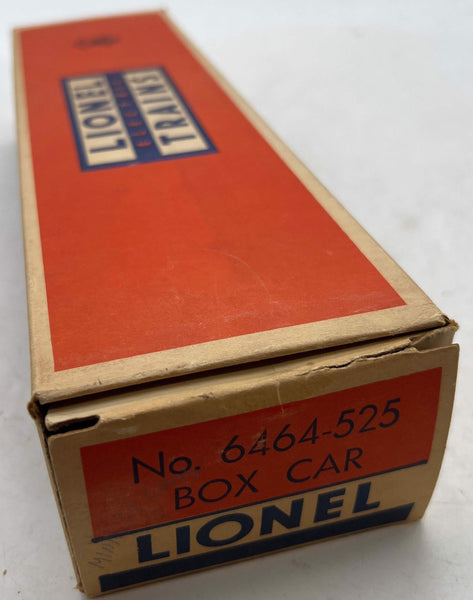 LIONEL
ELECTRIC
TRAINS
No. 6464-525
BOX CAR
LIONEL